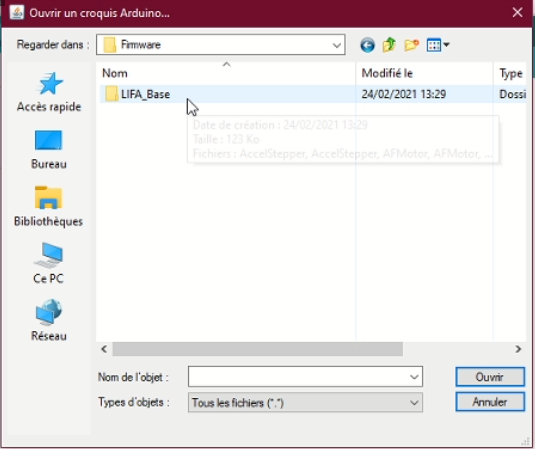 Ouvrir un croquis Arduino...
Regarder dans :
Firmware
Nom
Modifié le
Type
LIFA_Base
24/02/2021 13:29
Dossi
Date de création : 24/02/2021 13:29
Taille : 123 Ko
Fichiers : AccelStepper, AccelStepper, AFMotor, AFMotor, ...
Accès rapide
Bureau
Bibliothèques
Ce PC
Réseau
Nom de l'objet :
Ouvrir
Types d'objets :
Tous les fichiers (*.*)
Annuler